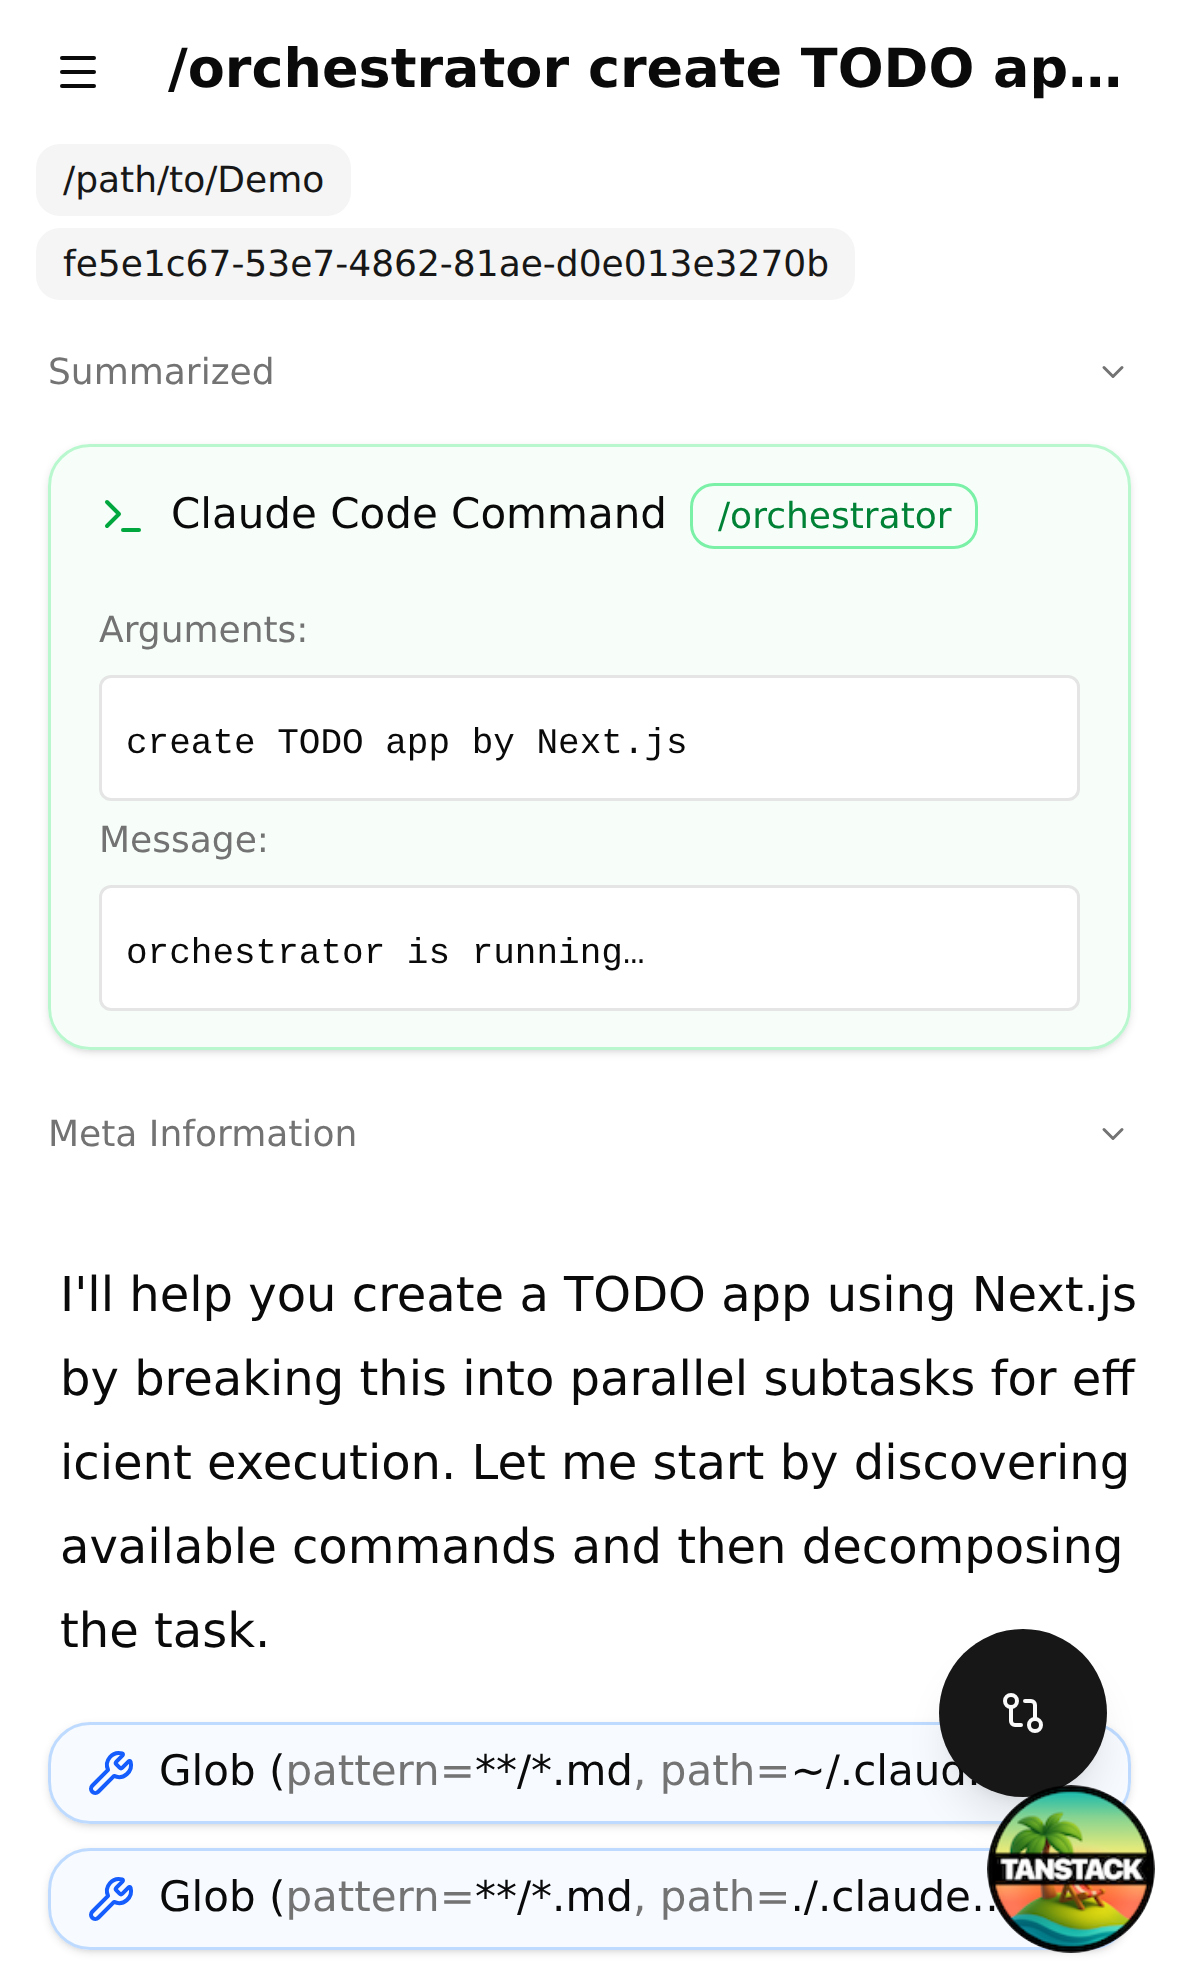 /orchestrator create TODO ap...
/path/to/Demo
fe5e1c67-53e7-4862-81ae-d0e013e3270b
Summarized
Claude Code Command /orchestrator
Arguments:
create TODO app by Next.js
Message:
orchestrator is running…
Meta Information
I'll help you create a TODO app using Next.js
by breaking this into parallel subtasks for eff
icient execution. Let me start by discovering
available commands and then decomposing
the task.
Glob (pattern=**/*.md, path=~/.claud
Glob (pattern=**/*.md, path=./.claude..
TANSTACK